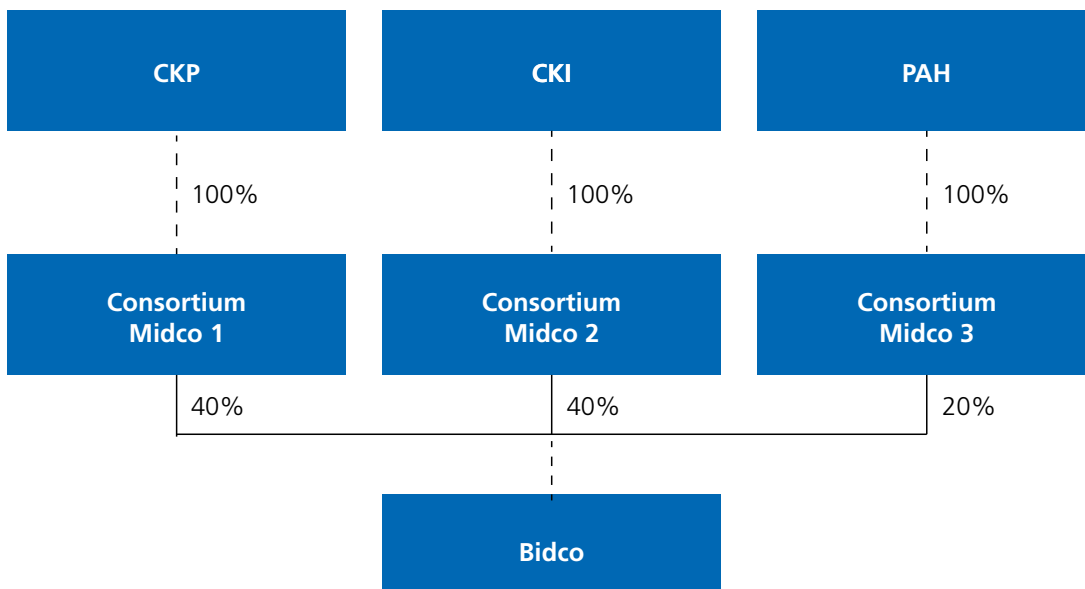 CKP
CKI
PAH
100%
100%
100%
Consortium
Midco 1
Consortium
Midco 2
Consortium
Midco 3
40%
40%
20%
Bidco